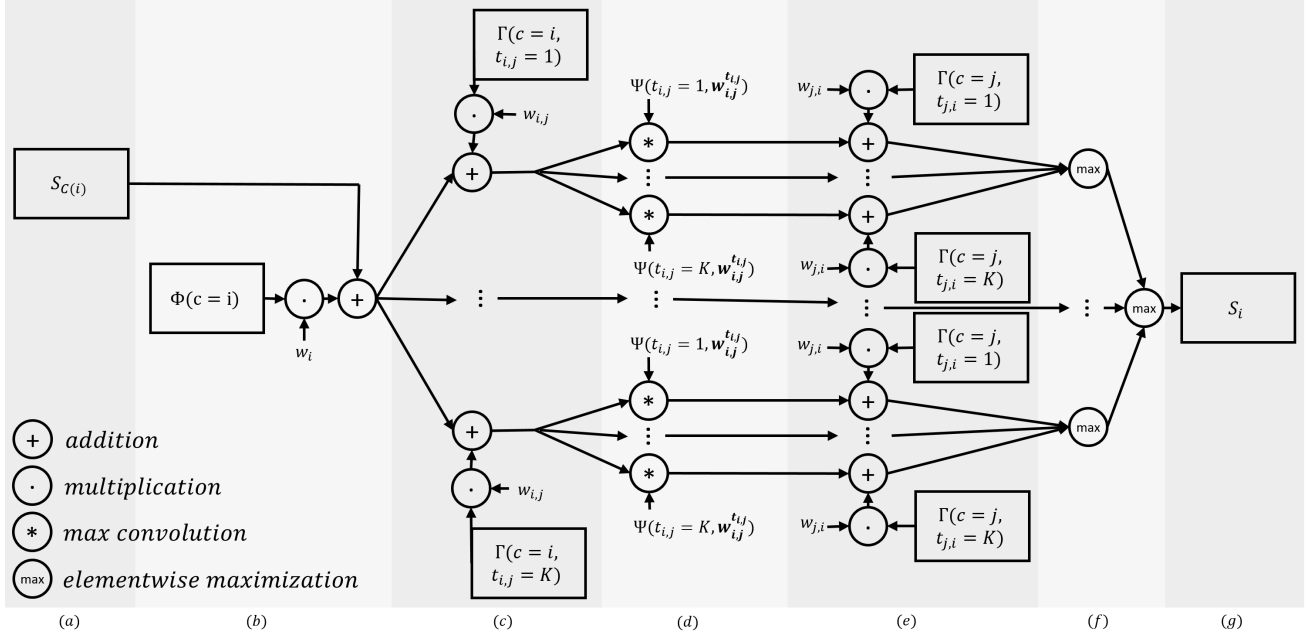 Γ(c = i,
t_{i,j} = 1)
·
w_{i,j}
+
S_{C(i)}
Φ(c = i)
·
+
w_i
⋮
+
·
w_{i,j}
Γ(c = i,
t_{i,j} = K)
Ψ(t_{i,j} = 1, w_{i,j}^{t_{i,j}})
*
⋮
*
Ψ(t_{i,j} = K, w_{i,j}^{t_{i,j}})
⋮
Ψ(t_{i,j} = 1, w_{i,j}^{t_{i,j}})
*
⋮
*
Ψ(t_{i,j} = K, w_{i,j}^{t_{i,j}})
w_{j,i}
·
Γ(c = j,
t_{j,i} = 1)
+
⋮
+
w_{j,i}
·
Γ(c = j,
t_{j,i} = K)
⋮
w_{j,i}
·
Γ(c = j,
t_{j,i} = 1)
+
⋮
+
w_{j,i}
·
Γ(c = j,
t_{j,i} = K)
max
⋮
max
max
S_i
+ addition
· multiplication
* max convolution
max elementwise maximization
(a) (b) (c) (d) (e) (f) (g)